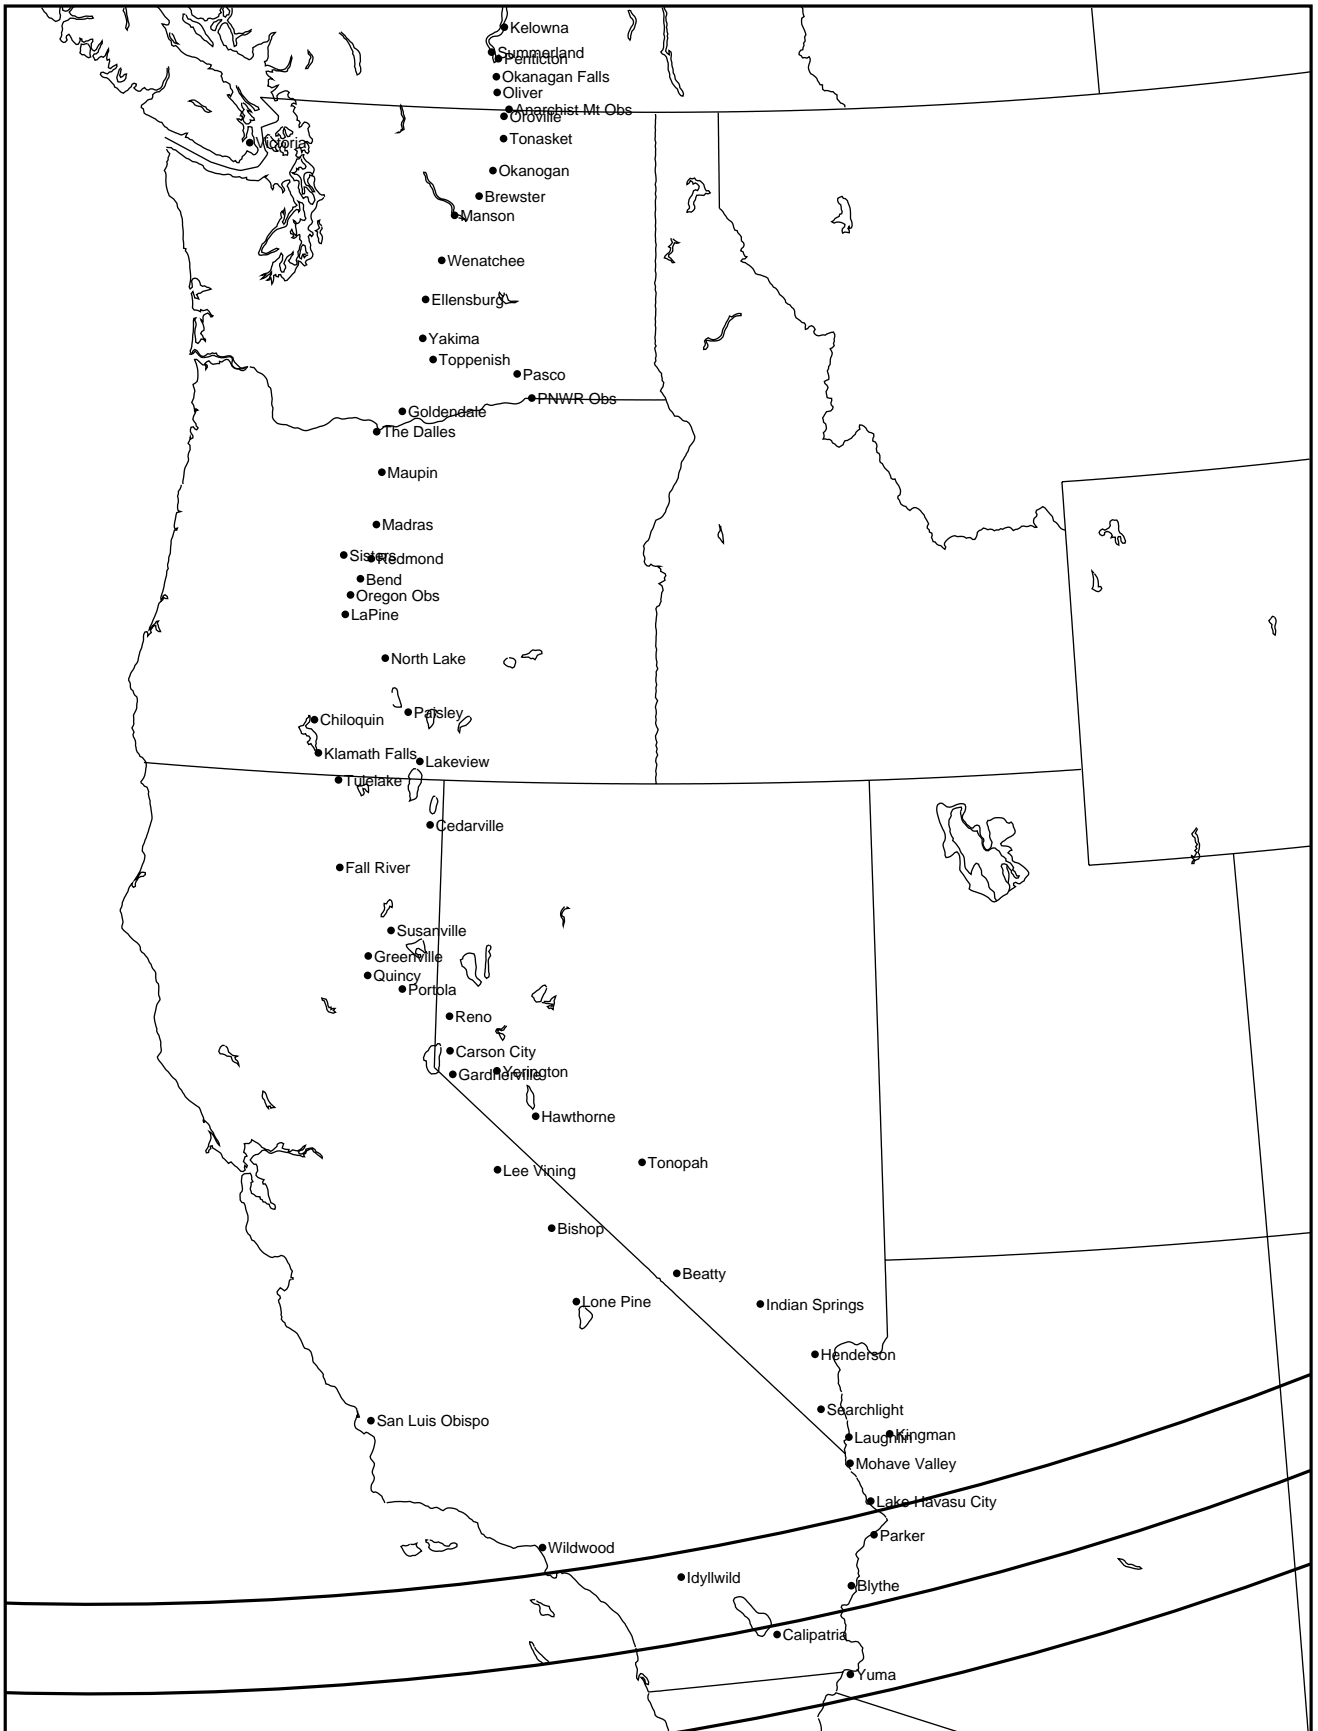 Kelowna
Summerland
Penticton
Okanagan Falls
Oliver
Anarchist Mt Obs
Oroville
Tonasket
Victoria
Okanogan
Brewster
Manson
Wenatchee
Ellensburg
Yakima
Toppenish
Pasco
PNWR Obs
Goldendale
The Dalles
Maupin
Madras
Sisters
Redmond
Bend
Oregon Obs
LaPine
North Lake
Paisley
Chiloquin
Klamath Falls
Lakeview
Tulelake
Cedarville
Fall River
Susanville
Greenville
Quincy
Portola
Reno
Carson City
Yerington
Gardnerville
Hawthorne
Tonopah
Lee Vining
Bishop
Beatty
Lone Pine
Indian Springs
Henderson
Searchlight
San Luis Obispo
Kingman
Laughlin
Mohave Valley
Lake Havasu City
Parker
Wildwood
Idyllwild
Blythe
Calipatria
Yuma